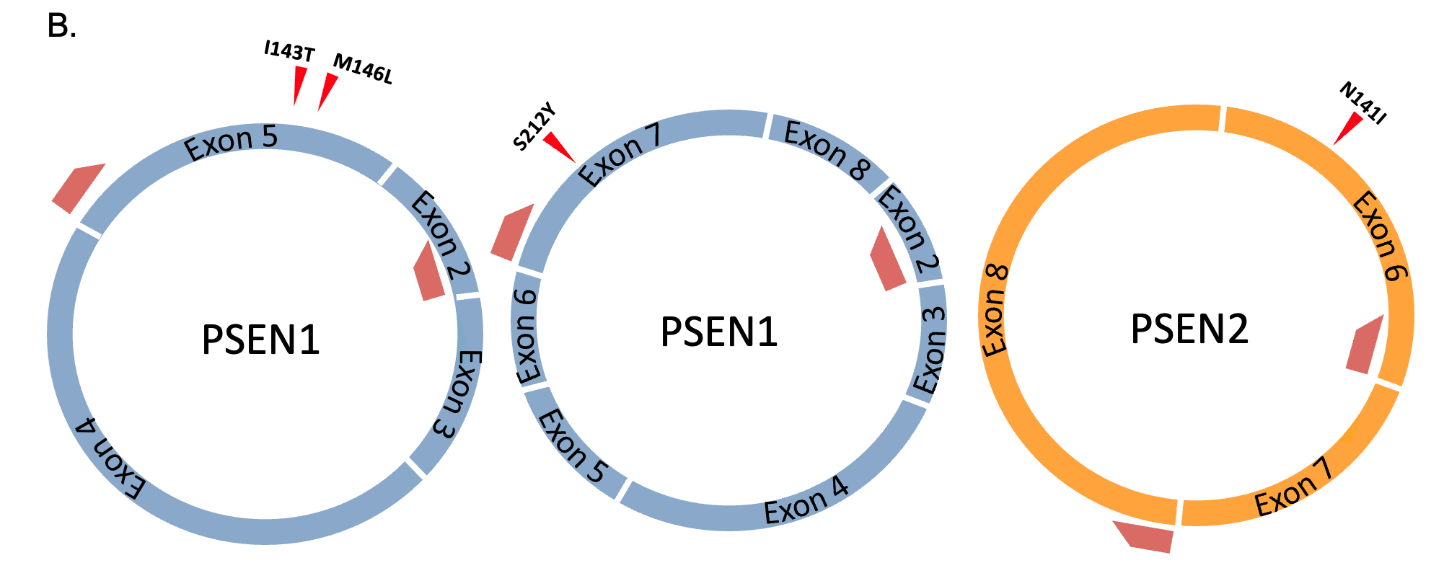 B.
I143T
M146L
Exon 5
Exon 2
Exon 3
Exon 4
PSEN1
S212Y
Exon 7
Exon 8
Exon 2
Exon 3
Exon 4
Exon 5
Exon 6
PSEN1
N141I
Exon 6
Exon 7
Exon 8
PSEN2